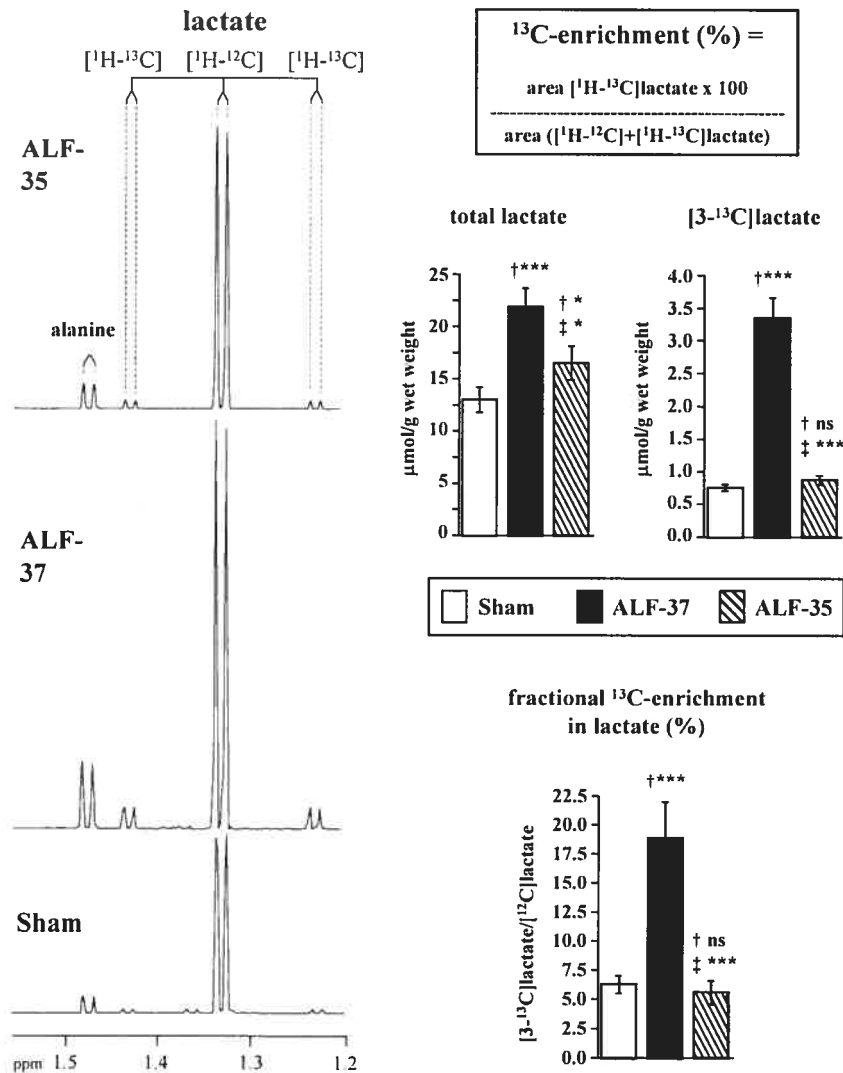 lactate
[¹H-¹³C] [¹H-¹²C] [¹H-¹³C]
ALF-
35
alanine
ALF-
37
Sham
ppm 1.5 1.4 1.3 1.2
¹³C-enrichment (%) =
area [¹H-¹³C]lactate x 100
area ([¹H-¹²C]+[¹H-¹³C]lactate)
total lactate
µmol/g wet weight
25
20
15
10
5
0
†***
† *
‡ *
[3-¹³C]lactate
µmol/g wet weight
4.0
3.5
3.0
2.5
2.0
1.5
1.0
0.5
0.0
†***
† ns
‡ ***
Sham ALF-37 ALF-35
fractional ¹³C-enrichment
in lactate (%)
[3-¹³C]lactate/[¹²C]lactate
22.5
20.0
17.5
15.0
12.5
10.0
7.5
5.0
2.5
0.0
†***
† ns
‡ ***